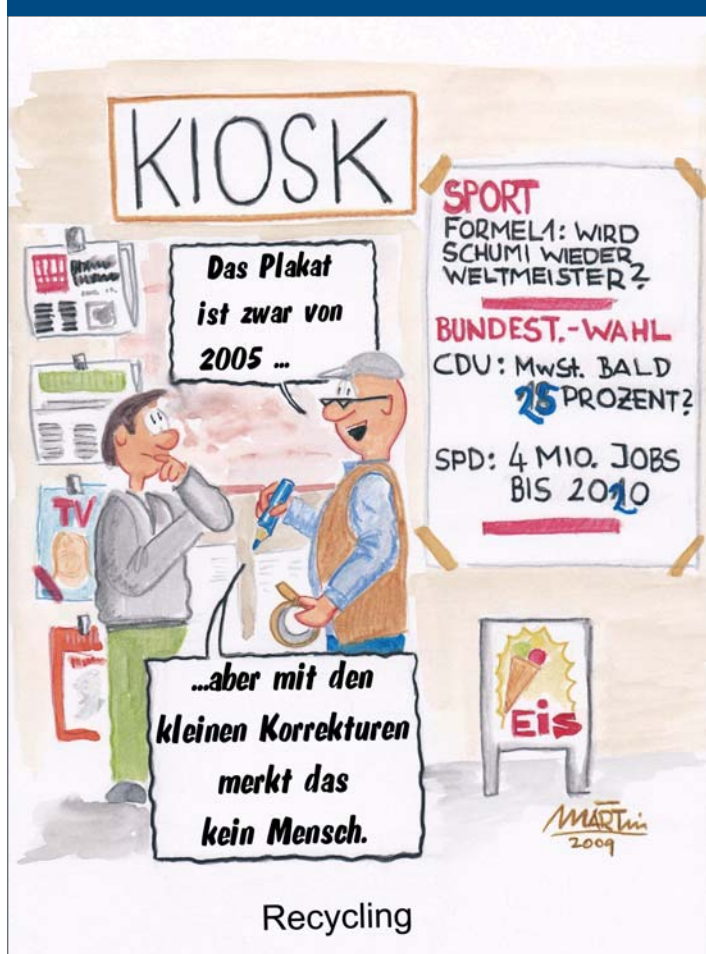 KIOSK
Das Plakat
ist zwar von
2005 ...
SPORT
FORMEL1: WIRD
SCHUMI WIEDER
WELTMEISTER?
BUNDEST.-WAHL
CDU: MwSt. BALD
25 PROZENT?
SPD: 4 MIO. JOBS
BIS 2020
TV
...aber mit den
kleinen Korrekturen
merkt das
kein Mensch.
Eis
MARTin
2009
Recycling